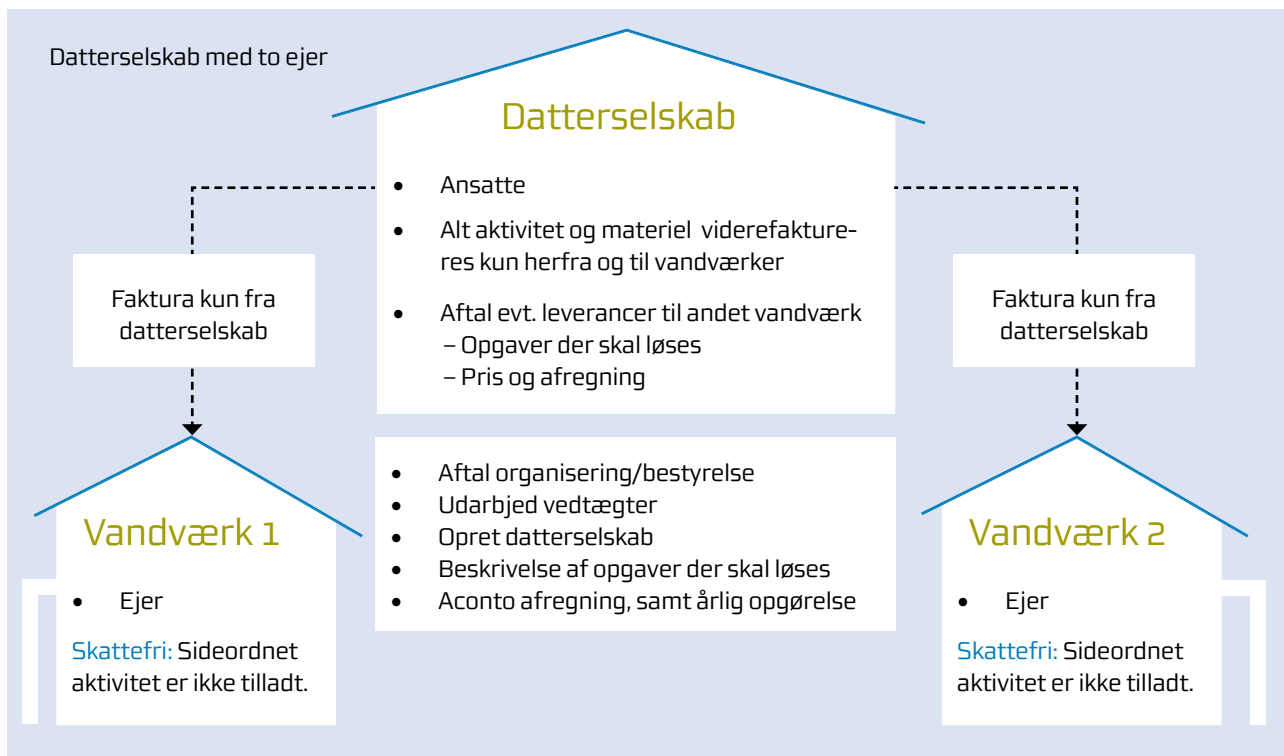 Datterselskab med to ejer
Datterselskab
• Ansatte
• Alt aktivitet og materiel viderefakture-
res kun herfra og til vandværker
• Aftal evt. leverancer til andet vandværk
– Opgaver der skal løses
– Pris og afregning
Faktura kun fra
datterselskab
Faktura kun fra
datterselskab
• Aftal organisering/bestyrelse
• Udarbjed vedtægter
• Opret datterselskab
• Beskrivelse af opgaver der skal løses
• Aconto afregning, samt årlig opgørelse
Vandværk 1
• Ejer
Skattefri: Sideordnet
aktivitet er ikke tilladt.
Vandværk 2
• Ejer
Skattefri: Sideordnet
aktivitet er ikke tilladt.